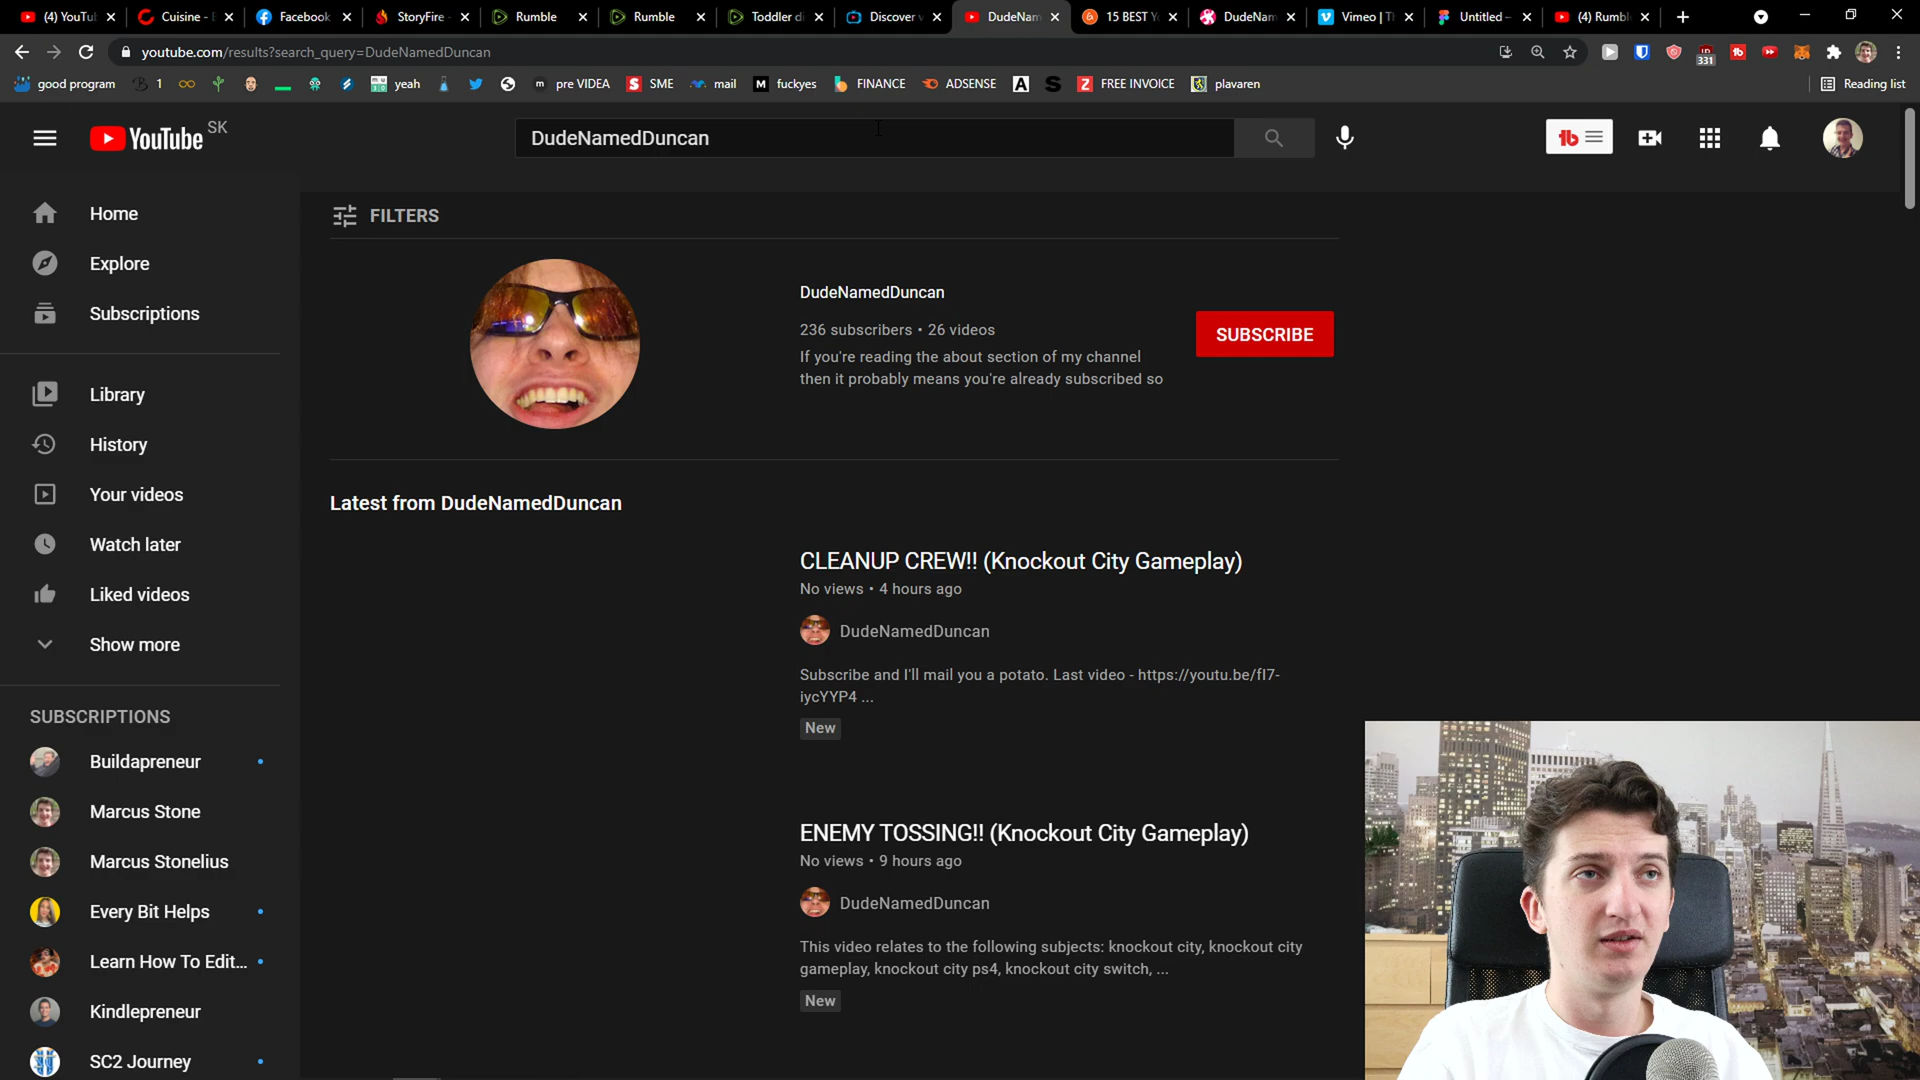 (4) YouTu
Cuisine -
Facebook
StoryFire
Rumble
Rumble
Toddler di
Discover
DudeNam
15 BEST Y
DudeNam
Vimeo | Th
Untitled –
(4) Rumbl
youtube.com/results?search_query=DudeNamedDuncan
331
good program
1
yeah
pre VIDEA
SME
mail
fuckyes
FINANCE
ADSENSE
FREE INVOICE
plavaren
Reading list
YouTube SK
DudeNamedDuncan
Home
Explore
Subscriptions
Library
History
Your videos
Watch later
Liked videos
Show more
SUBSCRIPTIONS
Buildapreneur
Marcus Stone
Marcus Stonelius
Every Bit Helps
Learn How To Edit...
Kindlepreneur
SC2 Journey
FILTERS
DudeNamedDuncan
236 subscribers • 26 videos
If you're reading the about section of my channel
then it probably means you're already subscribed so
SUBSCRIBE
Latest from DudeNamedDuncan
CLEANUP CREW!! (Knockout City Gameplay)
No views • 4 hours ago
DudeNamedDuncan
Subscribe and I'll mail you a potato. Last video - https://youtu.be/fI7-
iycYYP4 ...
New
ENEMY TOSSING!! (Knockout City Gameplay)
No views • 9 hours ago
DudeNamedDuncan
This video relates to the following subjects: knockout city, knockout city
gameplay, knockout city ps4, knockout city switch, ...
New